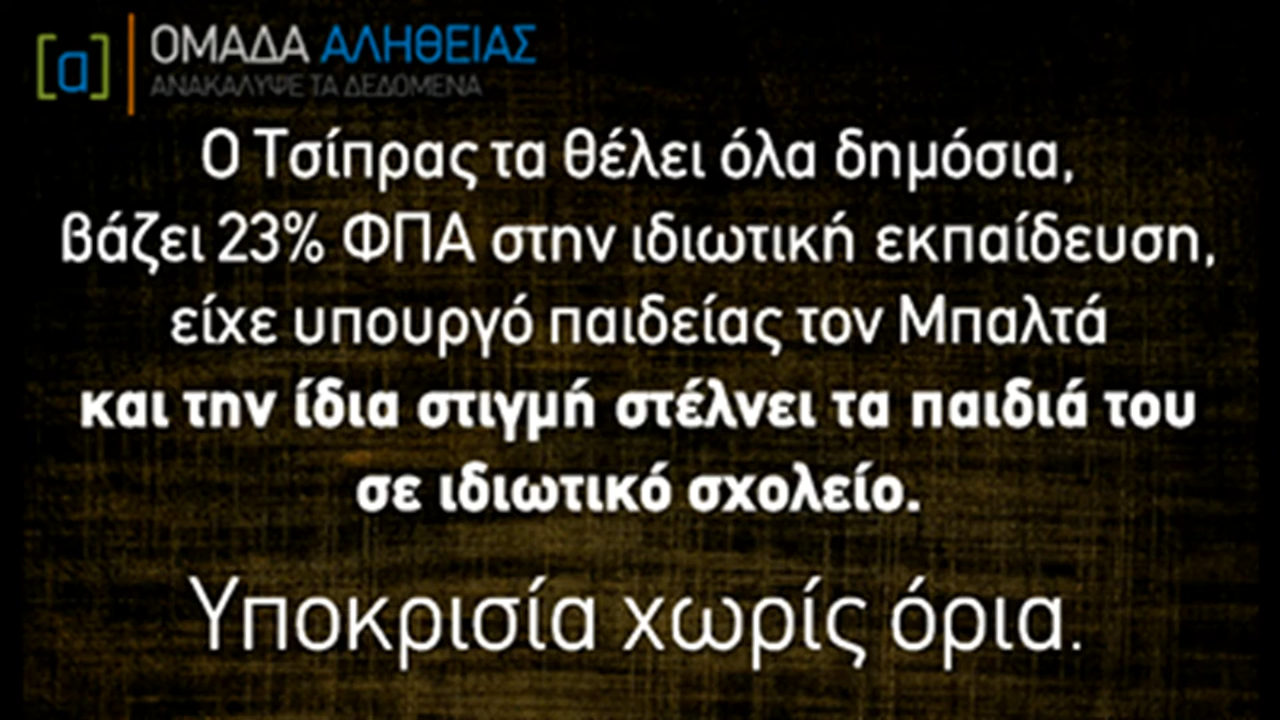 [α] ΟΜΑΔΑ ΑΛΗΘΕΙΑΣ
ΑΝΑΚΑΛΥΨΕ ΤΑ ΔΕΔΟΜΕΝΑ
Ο Τσίπρας τα θέλει όλα δημόσια,
βάζει 23% ΦΠΑ στην ιδιωτική εκπαίδευση,
είχε υπουργό παιδείας τον Μπαλτά
και την ίδια στιγμή στέλνει τα παιδιά του
σε ιδιωτικό σχολείο.
Υποκρισία χωρίς όρια.